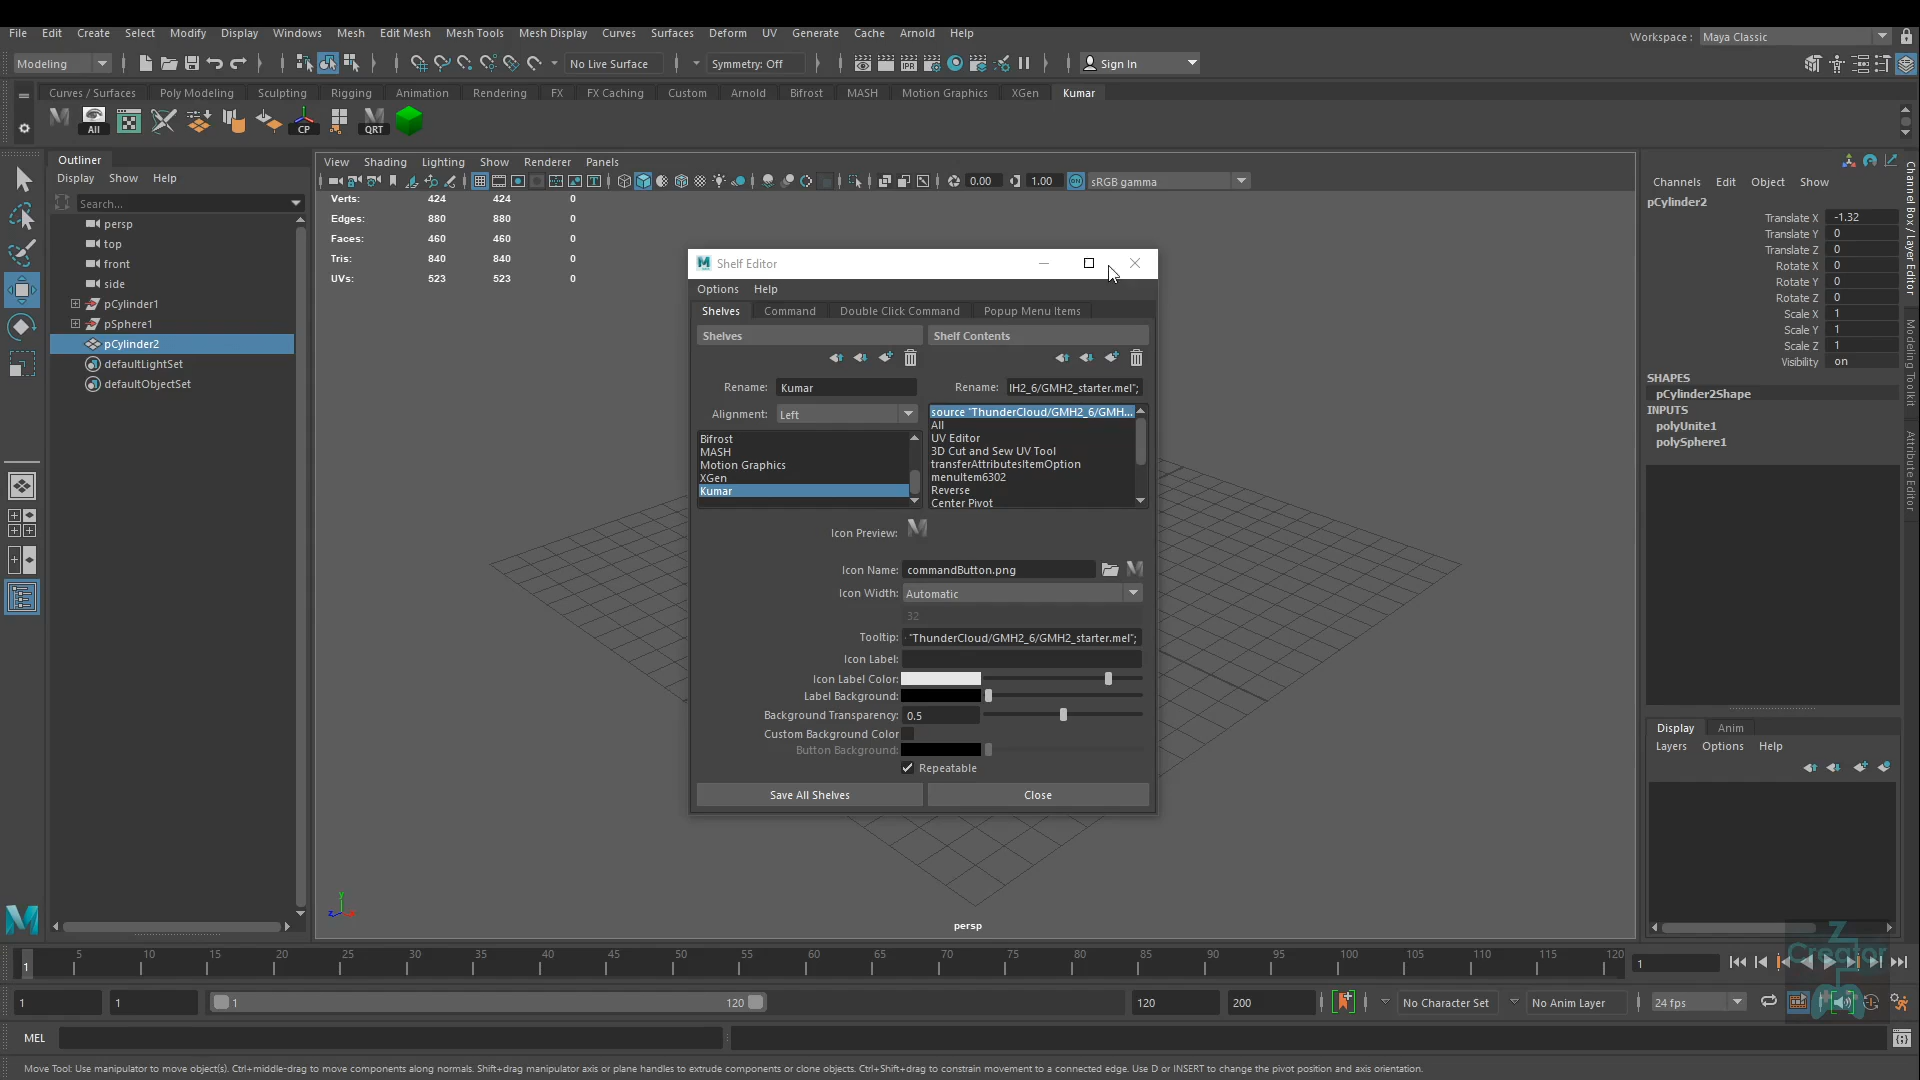 File Edit Create Select Modify Display Windows Mesh Edit Mesh Mesh Tools Mesh Display Curves Surfaces Deform UV Generate Cache Arnold Help
Workspace : Maya Classic
Modeling No Live Surface Symmetry: Off Sign In
Curves / Surfaces Poly Modeling Sculpting Rigging Animation Rendering FX FX Caching Custom Arnold Bifrost MASH Motion Graphics XGen Kumar
All CP QRT
Outliner
Display Show Help
Search...
persp
top
front
side
pCylinder1
pSphere1
pCylinder2
defaultLightSet
defaultObjectSet
View Shading Lighting Show Renderer Panels
0.00 1.00 sRGB gamma
Verts: 424 424 0
Edges: 880 880 0
Faces: 460 460 0
Tris: 840 840 0
UVs: 523 523 0
Shelf Editor
Options Help
Shelves Command Double Click Command Popup Menu Items
Shelves
Rename: Kumar
Alignment: Left
Bifrost
MASH
Motion Graphics
XGen
Kumar
Shelf Contents
Rename: IH2_6/GMH2_starter.mel";
source "ThunderCloud/GMH2_6/GMH...
All
UV Editor
3D Cut and Sew UV Tool
transferAttributesItemOption
menuItem6302
Reverse
Center Pivot
Icon Preview:
Icon Name: commandButton.png
Icon Width: Automatic
32
Tooltip: "ThunderCloud/GMH2_6/GMH2_starter.mel";
Icon Label:
Icon Label Color:
Label Background:
Background Transparency: 0.5
Custom Background Color
Button Background:
Repeatable
Save All Shelves Close
persp
y
z
Channels Edit Object Show
pCylinder2
Translate X -1.32
Translate Y 0
Translate Z 0
Rotate X 0
Rotate Y 0
Rotate Z 0
Scale X 1
Scale Y 1
Scale Z 1
Visibility on
SHAPES
pCylinder2Shape
INPUTS
polyUnite1
polySphere1
Channel Box / Layer Editor
Modeling Toolkit
Attribute Editor
Display Anim
Layers Options Help
Z
Creator
1 5 10 15 20 25 30 35 40 45 50 55 60 65 70 75 80 85 90 95 100 105 110 115 120 1
1 1 1 120 120 200 No Character Set No Anim Layer 24 fps
MEL
Move Tool: Use manipulator to move object(s). Ctrl+middle-drag to move components along normals. Shift+drag manipulator axis or plane handles to extrude components or clone objects. Ctrl+Shift+drag to constrain movement to a connected edge. Use D or INSERT to change the pivot position and axis orientation.